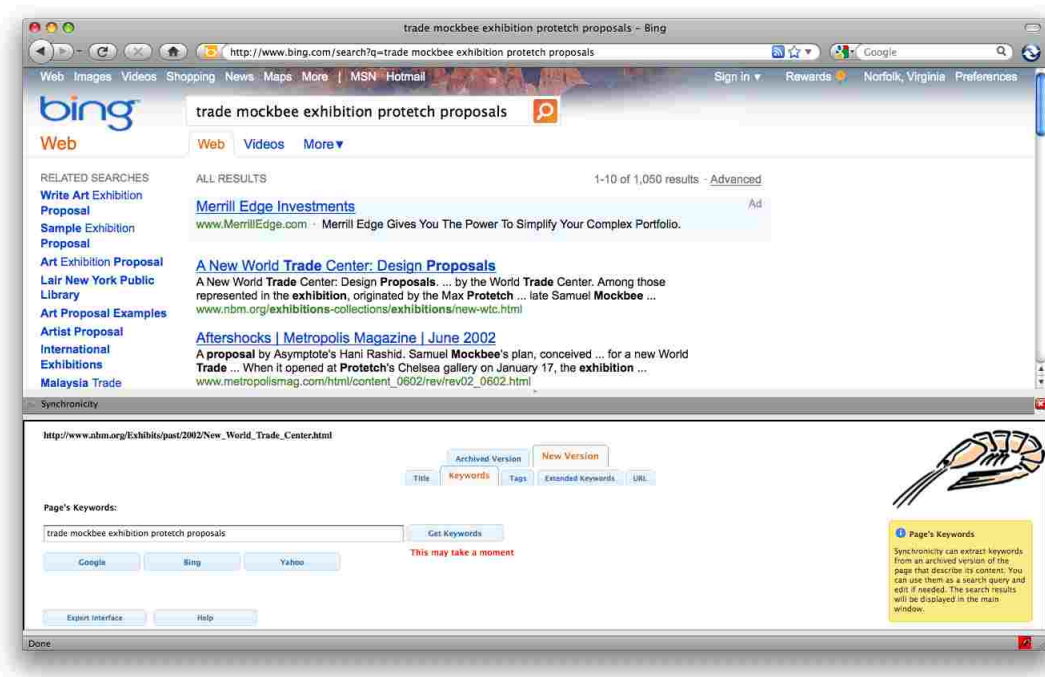 trade mockbee exhibition protetch proposals – Bing
http://www.bing.com/search?q=trade mockbee exhibition protetch proposals
Google
Web Images Videos Shopping News Maps More | MSN Hotmail
Sign in ▾ Rewards Norfolk, Virginia Preferences
bing
trade mockbee exhibition protetch proposals
Web
Web Videos More▾
RELATED SEARCHES
Write Art Exhibition
Proposal
Sample Exhibition
Proposal
Art Exhibition Proposal
Lair New York Public
Library
Art Proposal Examples
Artist Proposal
International
Exhibitions
Malaysia Trade
ALL RESULTS
1-10 of 1,050 results · Advanced
Merrill Edge Investments
Ad
www.MerrillEdge.com · Merrill Edge Gives You The Power To Simplify Your Complex Portfolio.
A New World Trade Center: Design Proposals
A New World Trade Center: Design Proposals. ... by the World Trade Center. Among those
represented in the exhibition, originated by the Max Protetch ... late Samuel Mockbee ...
www.nbm.org/exhibitions-collections/exhibitions/new-wtc.html
Aftershocks | Metropolis Magazine | June 2002
A proposal by Asymptote's Hani Rashid. Samuel Mockbee's plan, conceived ... for a new World
Trade ... When it opened at Protetch's Chelsea gallery on January 17, the exhibition ...
www.metropolismag.com/html/content_0602/rev/rev02_0602.html
Synchronicity
http://www.nbm.org/Exhibits/past/2002/New_World_Trade_Center.html
Archived Version New Version
Title Keywords Tags Extended Keywords URL
Page's Keywords:
trade mockbee exhibition protetch proposals
Get Keywords
This may take a moment
Google Bing Yahoo
Expert Interface Help
Page's Keywords
Synchronicity can extract keywords
from an archived version of the
page that describe its content. You
can use them as a search query and
edit if needed. The search results
will be displayed in the main
window.
Done